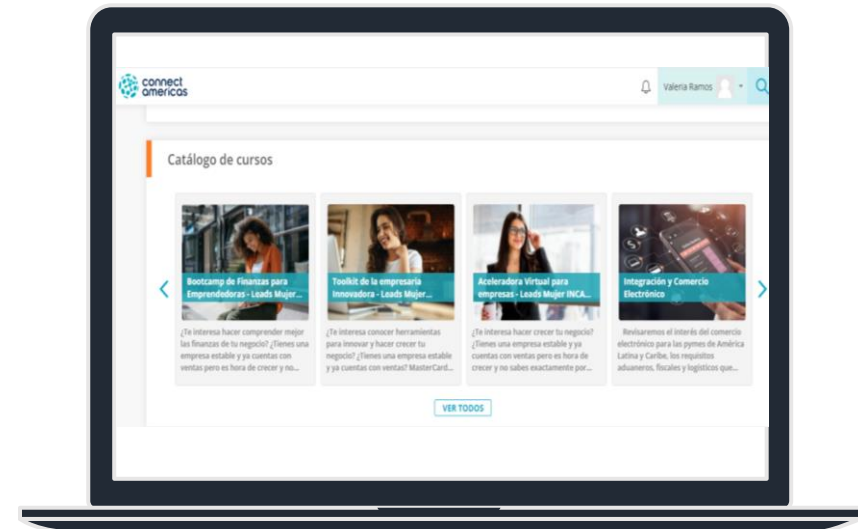 connect
americas
Valeria Ramos
Catálogo de cursos
Bootcamp de Finanzas para
Emprendedoras - Leads Mujer...
¿Te interesa hacer comprender mejor
las finanzas de tu negocio? ¿Tienes una
empresa estable y ya cuentas con
ventas pero es hora de crecer y no...
Toolkit de la empresaria
Innovadora - Leads Mujer...
¿Te interesa conocer herramientas
para innovar y hacer crecer tu
negocio? ¿Tienes una empresa estable
y ya cuentas con ventas? MasterCard...
Aceleradora Virtual para
empresas - Leads Mujer INCA...
¿Te interesa hacer crecer tu negocio?
¿Tienes una empresa estable y ya
cuentas con ventas pero es hora de
crecer y no sabes exactamente por...
Integración y Comercio
Electrónico
Revisaremos el interés del comercio
electrónico para las pymes de América
Latina y Caribe, los requisitos
aduaneros, fiscales y logísticos que...
VER TODOS